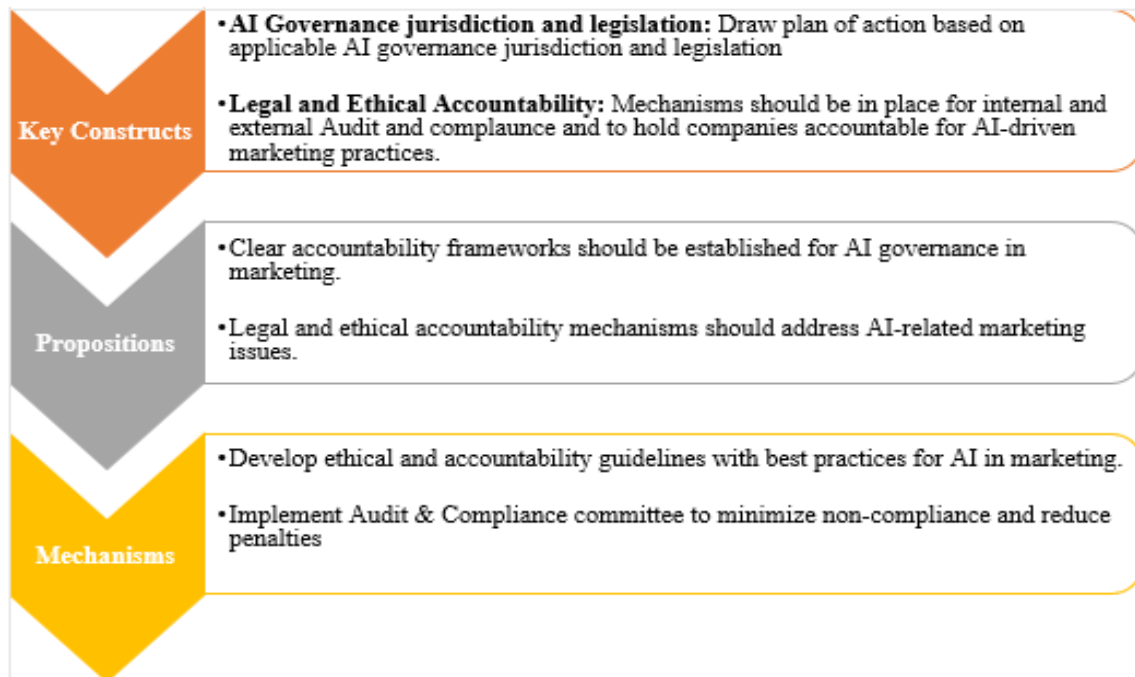 Key Constructs
•AI Governance jurisdiction and legislation: Draw plan of action based on
applicable AI governance jurisdiction and legislation
•Legal and Ethical Accountability: Mechanisms should be in place for internal and
external Audit and complaunce and to hold companies accountable for AI-driven
marketing practices.
Propositions
•Clear accountability frameworks should be established for AI governance in
marketing.
•Legal and ethical accountability mechanisms should address AI-related marketing
issues.
Mechanisms
•Develop ethical and accountability guidelines with best practices for AI in marketing.
•Implement Audit & Compliance committee to minimize non-compliance and reduce
penalties